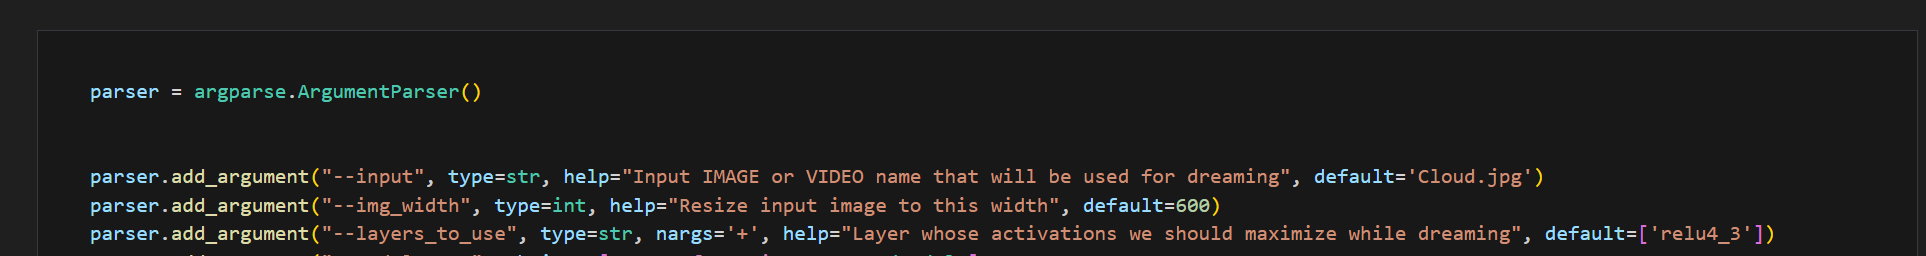 parser = argparse.ArgumentParser()
parser.add_argument("--input", type=str, help="Input IMAGE or VIDEO name that will be used for dreaming", default='Cloud.jpg')
parser.add_argument("--img_width", type=int, help="Resize input image to this width", default=600)
parser.add_argument("--layers_to_use", type=str, nargs='+', help="Layer whose activations we should maximize while dreaming", default=['relu4_3'])